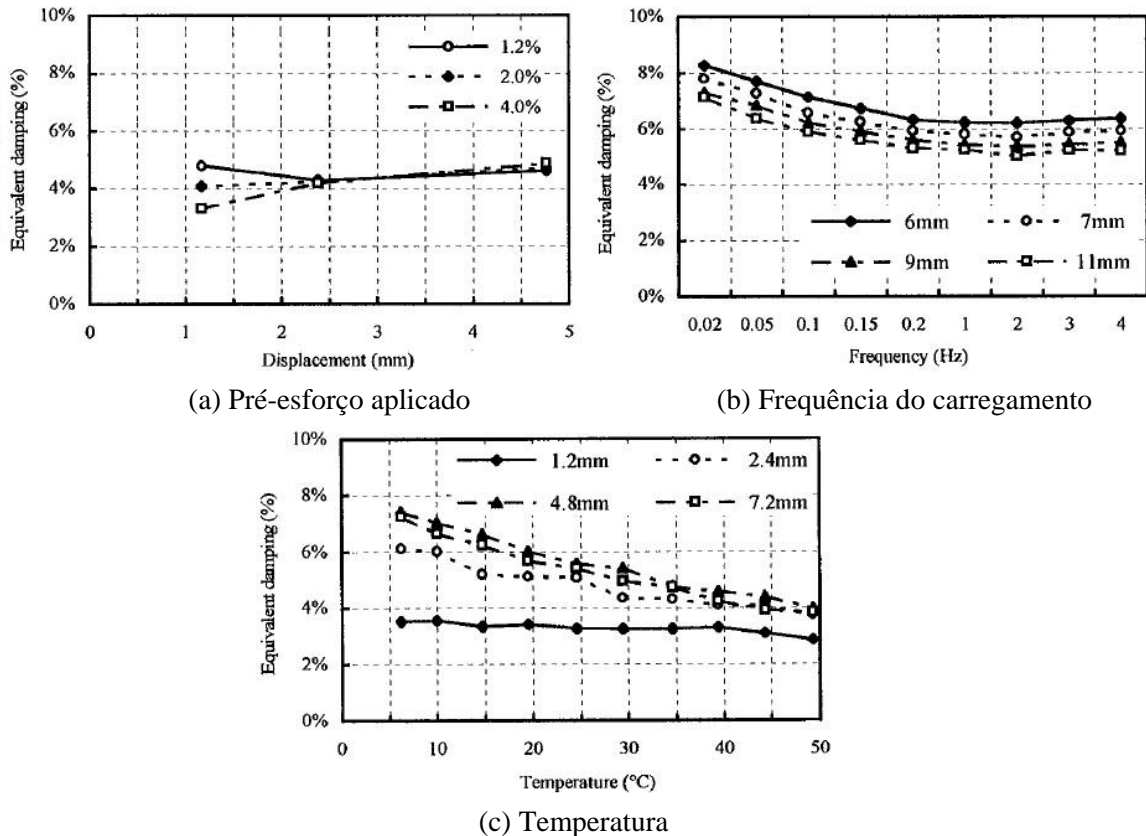 10%
8%
6%
4%
2%
0%
Equivalent damping (%)
1.2%
2.0%
4.0%
0 1 2 3 4 5
Displacement (mm)
(a) Pré-esforço aplicado
10%
8%
6%
4%
2%
0%
Equivalent damping (%)
6mm 7mm
9mm 11mm
0.02 0.05 0.1 0.15 0.2 1 2 3 4
Frequency (Hz)
(b) Frequência do carregamento
10%
8%
6%
4%
2%
0%
Equivalent damping (%)
1.2mm 2.4mm
4.8mm 7.2mm
0 10 20 30 40 50
Temperature (°C)
(c) Temperatura